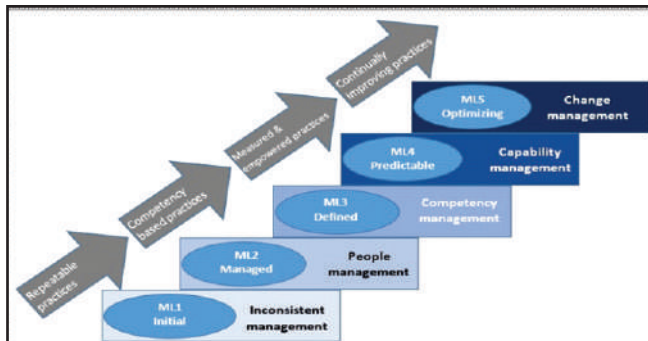 Continually
improving practices
ML5
Optimizing
Change
management
Measured &
empowered practices
ML4
Predictable
Capability
management
Competency
based practices
ML3
Defined
Competency
management
Repeatable
practices
ML2
Managed
People
management
ML1
Initial
Inconsistent
management